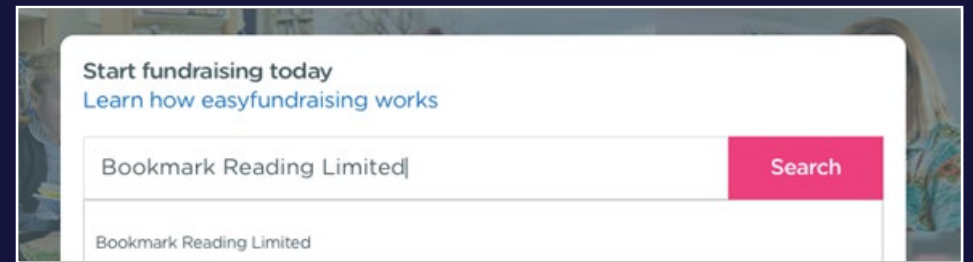 Start fundraising today
Learn how easyfundraising works
Bookmark Reading Limited
Search
Bookmark Reading Limited